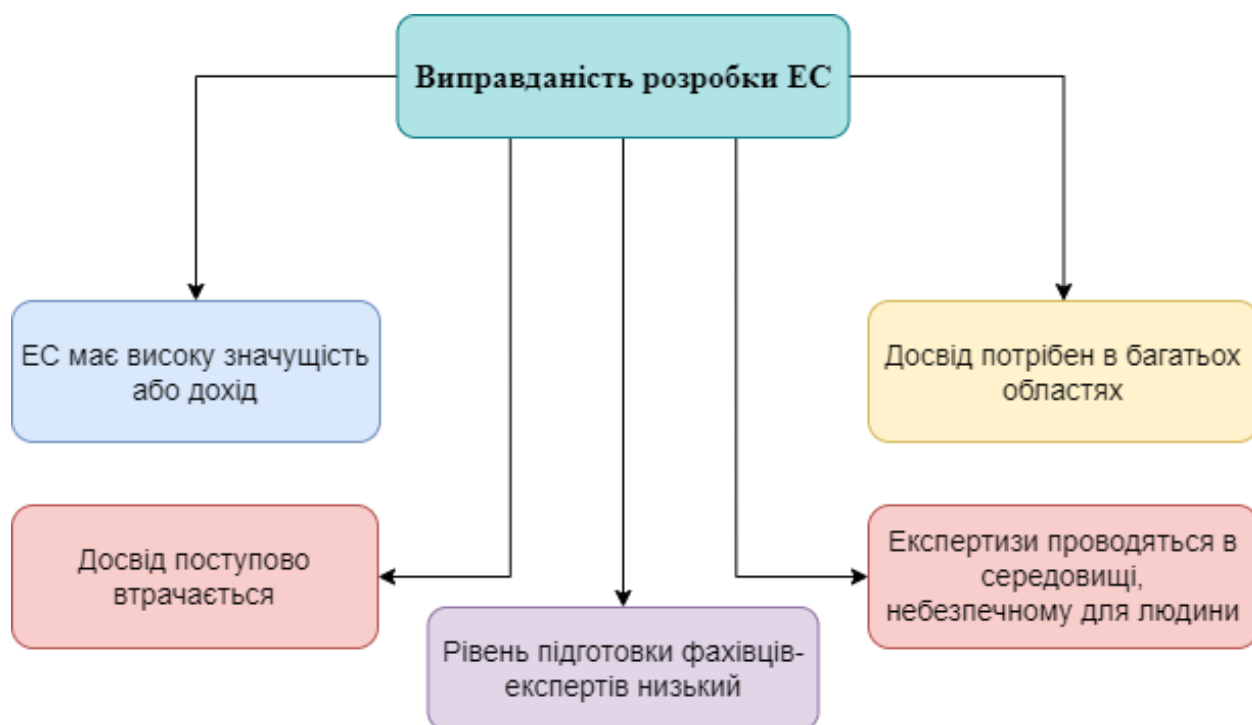 Виправданість розробки ЕС
ЕС має високу значущість
або дохід
Досвід потрібен в багатьох
областях
Досвід поступово
втрачається
Експертизи проводяться в
середовищі,
небезпечному для людини
Рівень підготовки фахівців-
експертів низький